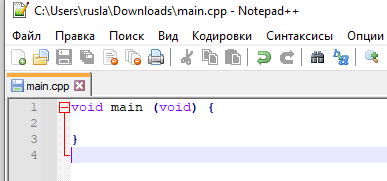 C:\Users\rusla\Downloads\main.cpp - Notepad++
Файл Правка Поиск Вид Кодировки Синтаксисы Опции
main.cpp
1 void main (void) {
2
3 }
4